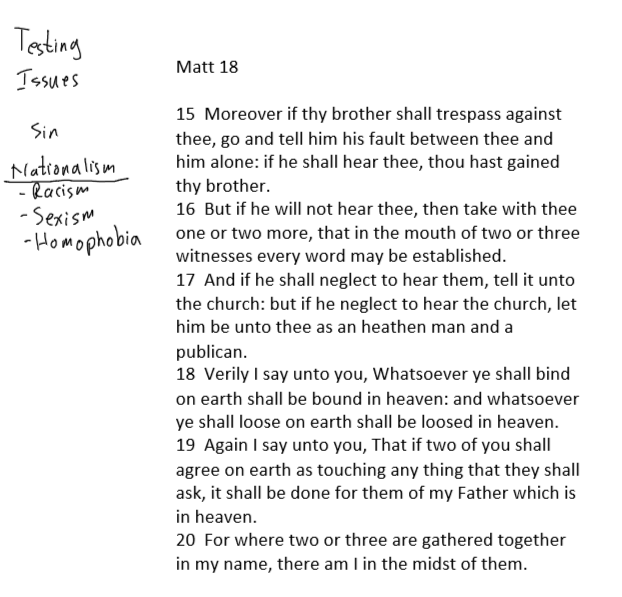 Testing
Issues
Sin
Nationalism
- Racism
- Sexism
- Homophobia
Matt 18
15  Moreover if thy brother shall trespass against
thee, go and tell him his fault between thee and
him alone: if he shall hear thee, thou hast gained
thy brother.
16  But if he will not hear thee, then take with thee
one or two more, that in the mouth of two or three
witnesses every word may be established.
17  And if he shall neglect to hear them, tell it unto
the church: but if he neglect to hear the church, let
him be unto thee as an heathen man and a
publican.
18  Verily I say unto you, Whatsoever ye shall bind
on earth shall be bound in heaven: and whatsoever
ye shall loose on earth shall be loosed in heaven.
19  Again I say unto you, That if two of you shall
agree on earth as touching any thing that they shall
ask, it shall be done for them of my Father which is
in heaven.
20  For where two or three are gathered together
in my name, there am I in the midst of them.